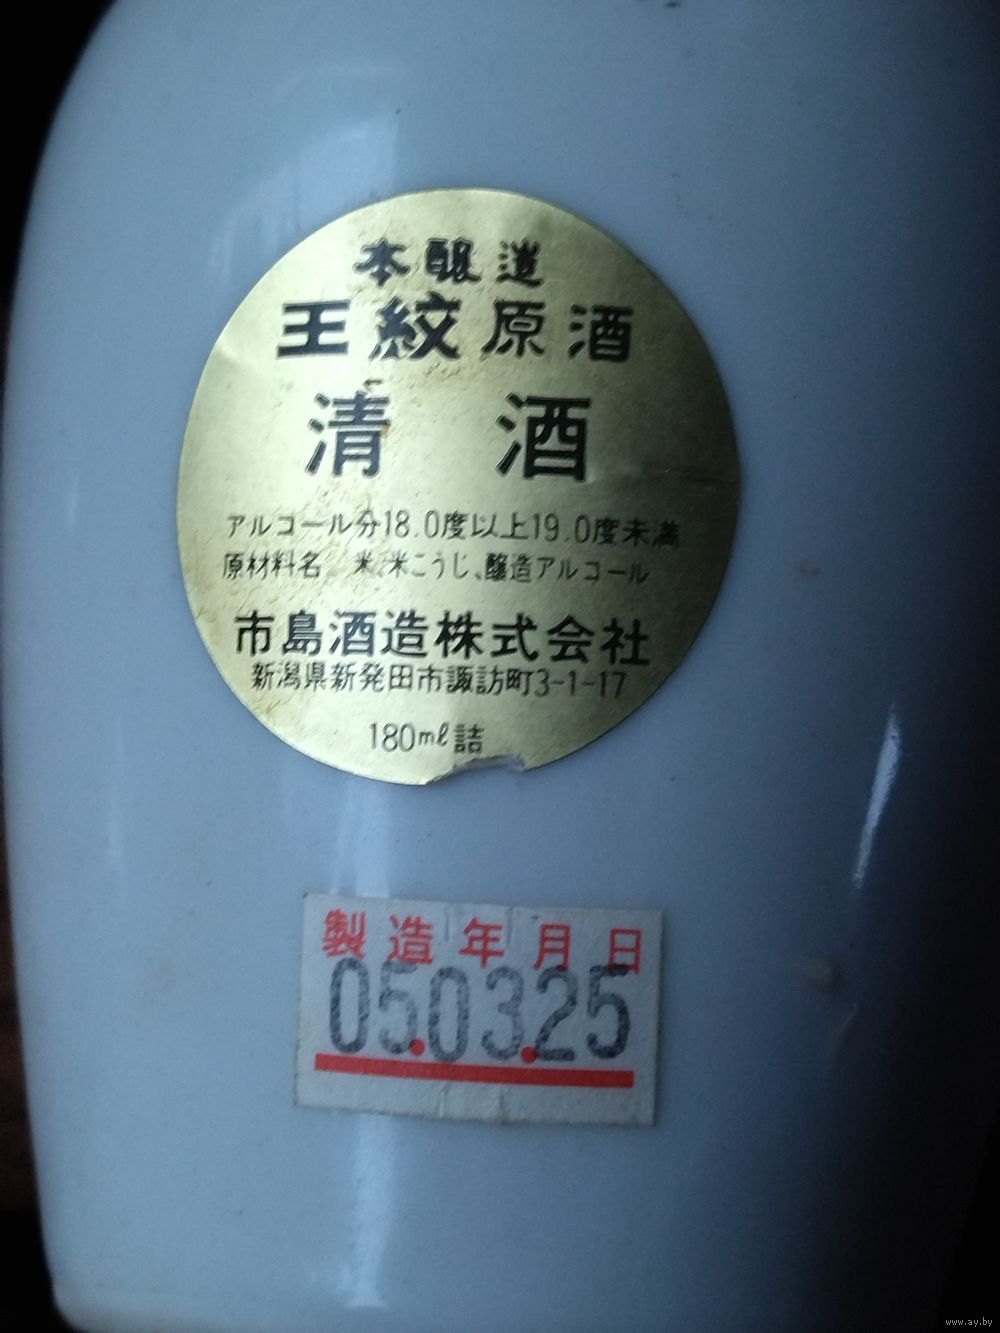 本醸造
王紋原酒
清酒
アルコール分18.0度以上19.0度未満
原材料名 米、米こうじ、醸造アルコール
市島酒造株式会社
新潟県新発田市諏訪町3-1-17
180mℓ詰
製造年月日
05.03.25
www.ay.by